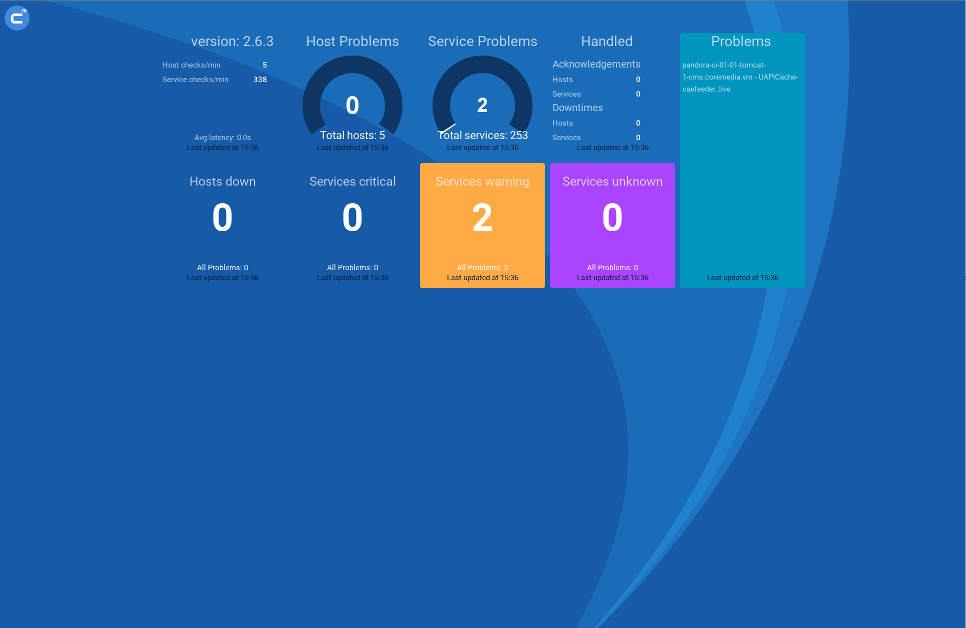 version: 2.6.3
Host checks/min 5
Service checks/min 338
Avg latency: 0.0s
Last updated at 15:36
Host Problems
0
Total hosts: 5
Last updated at 15:36
Service Problems
2
Total services: 253
Last updated at 15:36
Handled
Acknowledgements
Hosts 0
Services 0
Downtimes
Hosts 0
Services 0
Last updated at 15:36
Problems
pandora-ci-01-01-tomcat-
1-cms.coremedia.vm - UAPICache-
caefeeder_live
Last updated at 15:36
Hosts down
0
All Problems: 0
Last updated at 15:36
Services critical
0
All Problems: 0
Last updated at 15:36
Services warning
2
All Problems: 2
Last updated at 15:36
Services unknown
0
All Problems: 0
Last updated at 15:36